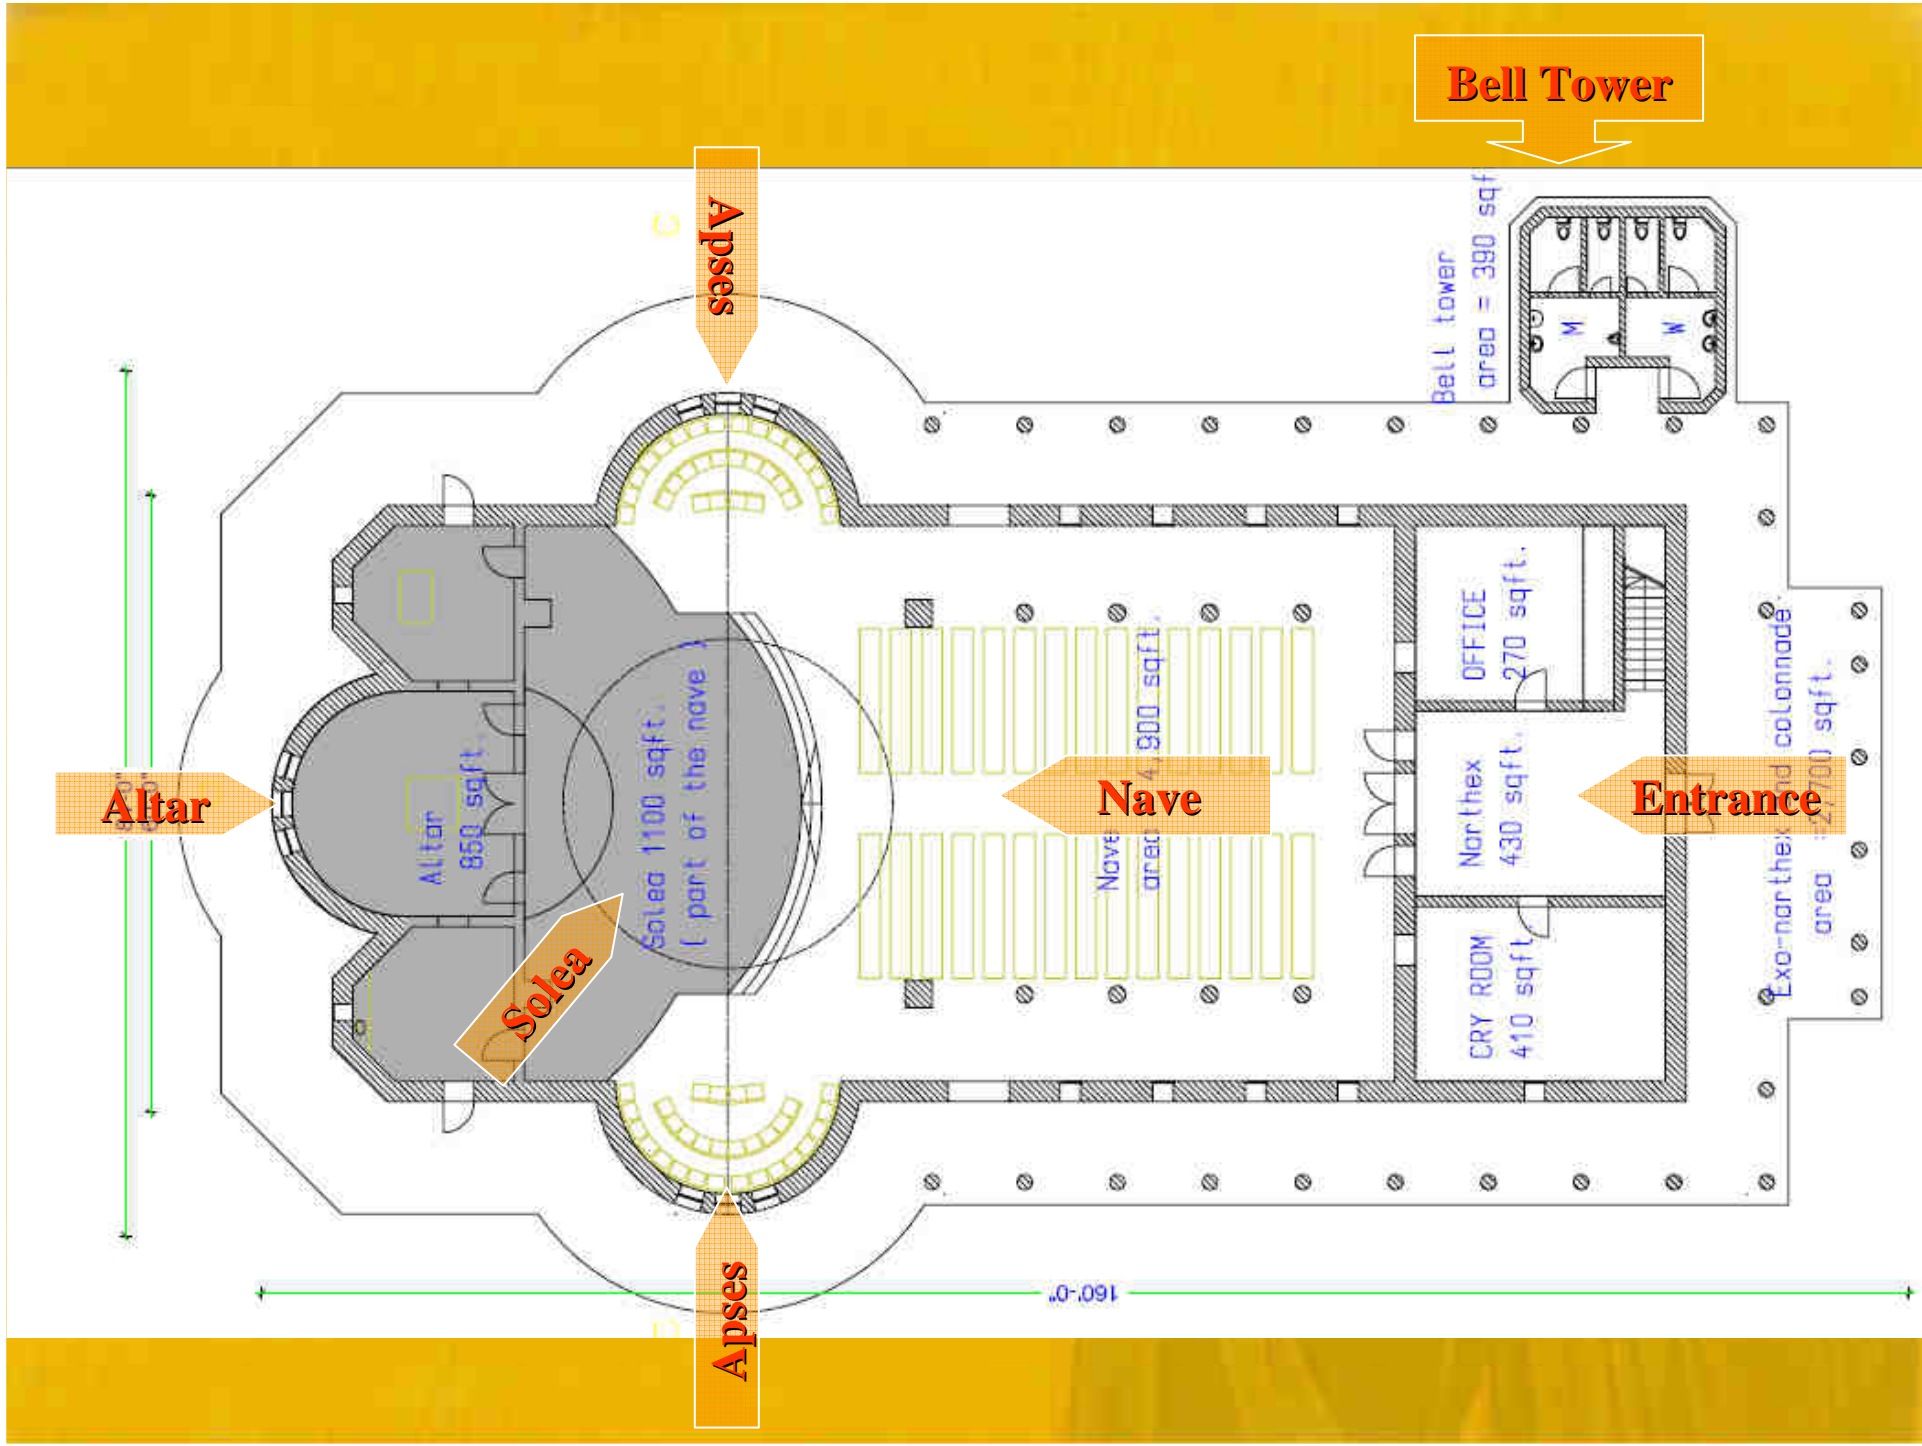 Bell Tower
Apses
C
Bell tower
area = 390 sqf
M
W
OFFICE
270 sqft.
Altar
Altar
850 sqft.
Solea 1100 sqft.
( part of the nave )
Nave
Nave
area 4,900 sqft.
Northex
430 sqft.
Entrance
Exo-northex and colonnade
area
700 sqft.
Solea
CRY ROOM
410 sqft
160'-0"
Apses